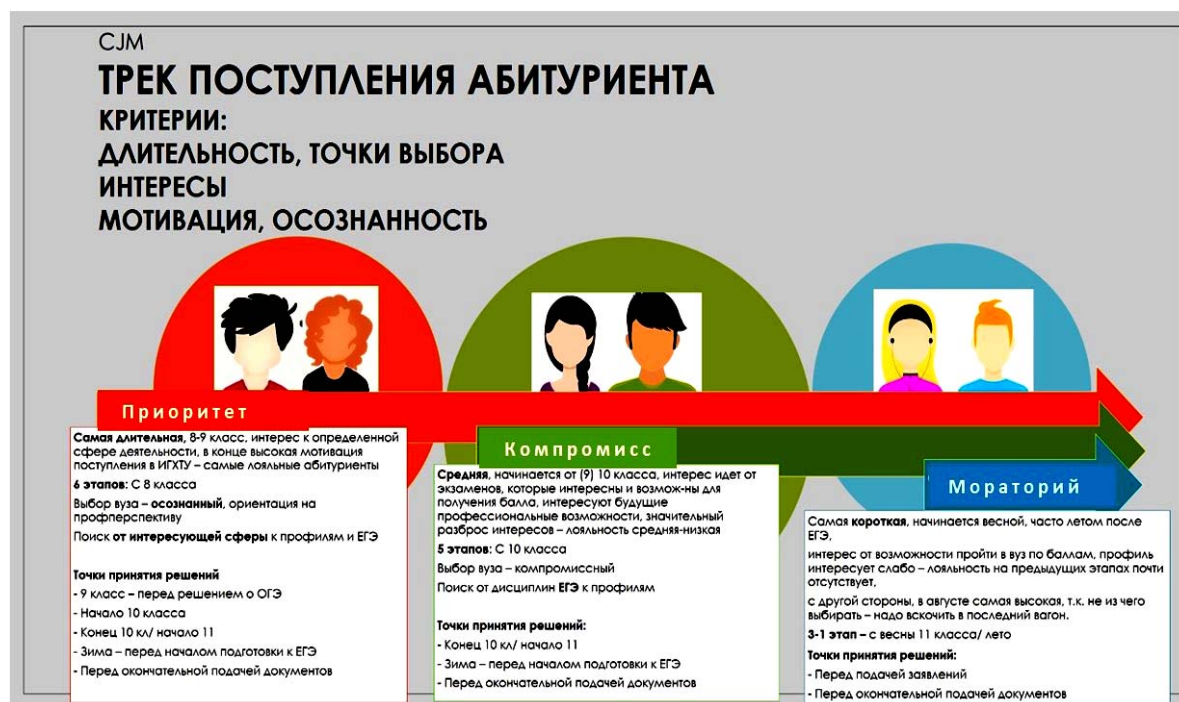 CJM
ТРЕК ПОСТУПЛЕНИЯ АБИТУРИЕНТА
КРИТЕРИИ:
ДЛИТЕЛЬНОСТЬ, ТОЧКИ ВЫБОРА
ИНТЕРЕСЫ
МОТИВАЦИЯ, ОСОЗНАННОСТЬ
Приоритет
Самая длительная, 8-9 класс, интерес к определенной
сфере деятельности, в конце высокая мотивация
поступления в ИГХТУ – самые лояльные абитуриенты
6 этапов: С 8 класса
Выбор вуза – осознанный, ориентация на
профперспективу
Поиск от интересующей сферы к профилям и ЕГЭ
Точки принятия решений
- 9 класс – перед решением о ОГЭ
- Начало 10 класса
- Конец 10 кл/ начало 11
- Зима – перед началом подготовки к ЕГЭ
- Перед окончательной подачей документов
Компромисс
Средняя, начинается от (9) 10 класса, интерес идет от
экзаменов, которые интересны и возмож-ны для
получения балла, интересуют будущие
профессиональные возможности, значительный
разброс интересов – лояльность средняя-низкая
5 этапов: С 10 класса
Выбор вуза – компромиссный
Поиск от дисциплин ЕГЭ к профилям
Точки принятия решений:
- Конец 10 кл/ начало 11
- Зима – перед началом подготовки к ЕГЭ
- Перед окончательной подачей документов
Мораторий
Самая короткая, начинается весной, часто летом после
ЕГЭ,
интерес от возможности пройти в вуз по баллам, профиль
интересует слабо – лояльность на предыдущих этапах почти
отсутствует,
с другой стороны, в августе самая высокая, т.к. не из чего
выбирать – надо вскочить в последний вагон.
3-1 этап – с весны 11 класса/ лето
Точки принятия решений:
- Перед подачей заявлений
- Перед окончательной подачей документов